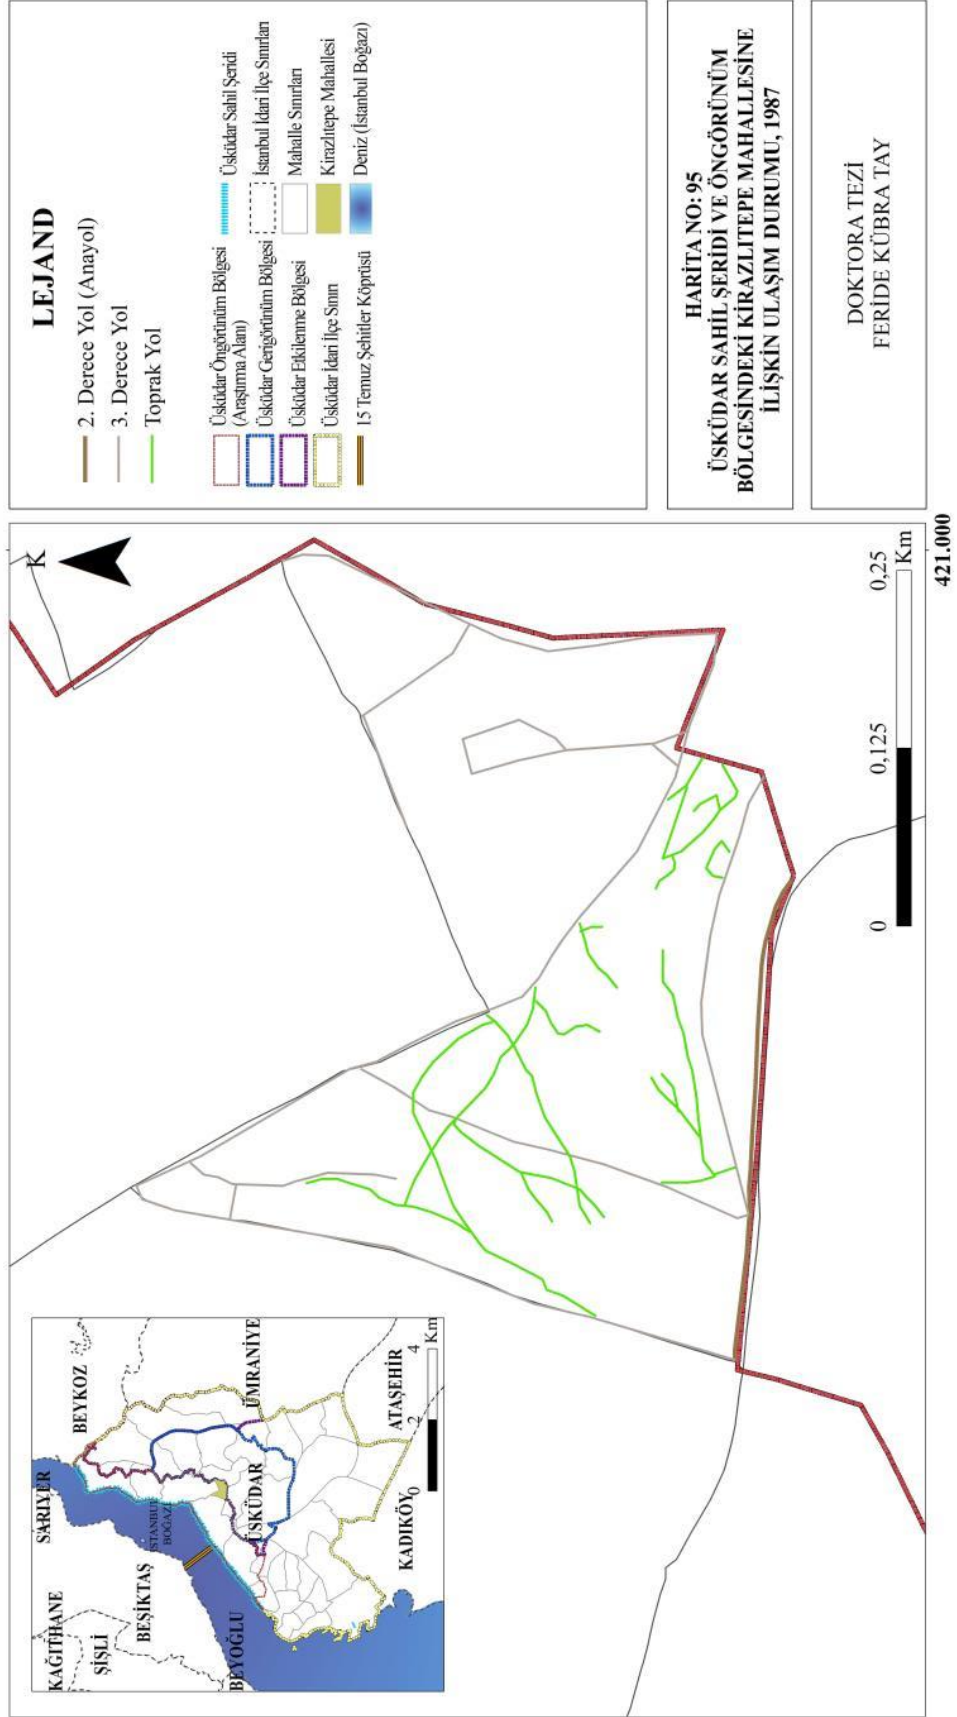 KAĞITHANE
ŞİŞLİ
BEŞİKTAŞ
BEYOĞLU
SARIYER
İSTANBUL
BOĞAZI
BEYKOZ
ÜSKÜDAR
ÜMRANİYE
KADIKÖY
ATAŞEHİR
0 2 4
Km
K
0 0,125 0,25
Km
421.000
LEJAND
2. Derece Yol (Anayol)
3. Derece Yol
Toprak Yol
Üsküdar Öngörünüm Bölgesi
(Araştırma Alanı)
Üsküdar Gerigörünüm Bölgesi
Üsküdar Etkilenme Bölgesi
Üsküdar İdari İlçe Sınırı
15 Temuz Şehitler Köprüsü
Üsküdar Sahil Şeridi
İstanbul İdari İlçe Sınırları
Mahalle Sınırları
Kirazlıtepe Mahallesi
Deniz (İstanbul Boğazı)
HARİTA NO: 95
ÜSKÜDAR SAHİL ŞERİDİ VE ÖNGÖRÜNÜM
BÖLGESİNDEKİ KİRAZLITEPE MAHALLESİNE
İLİŞKİN ULAŞIM DURUMU, 1987
DOKTORA TEZİ
FERİDE KÜBRA TAY